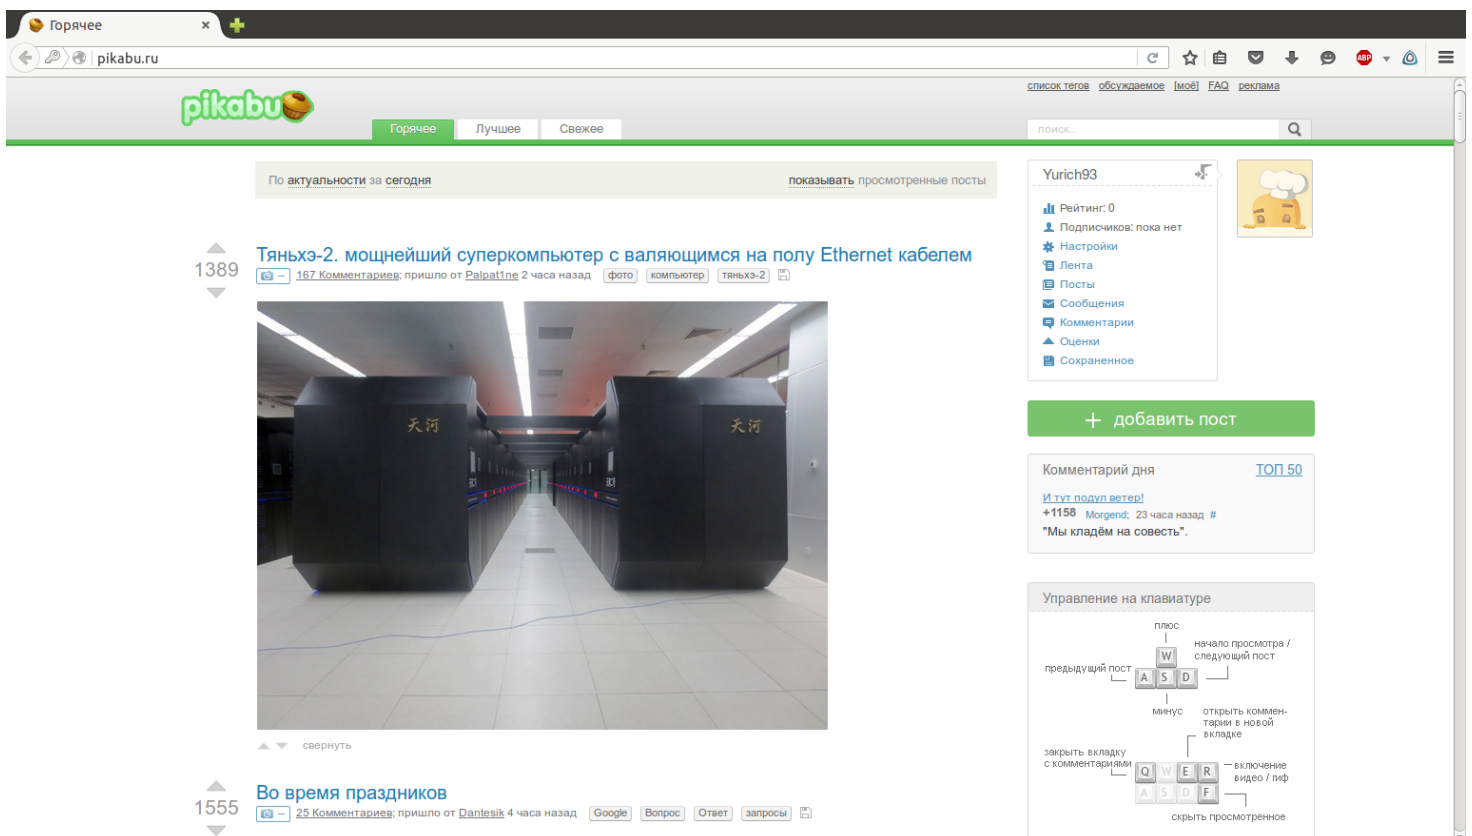 Горячее
pikabu.ru
ABP
pikabu
список тегов обсуждаемое [моё] FAQ реклама
Горячее Лучшее Свежее
поиск...
По актуальности за сегодня
показывать просмотренные посты
1389
Тяньхэ-2. мощнейший суперкомпьютер с валяющимся на полу Ethernet кабелем
167 Комментариев; пришло от Palpat1ne 2 часа назад фото компьютер тяньхэ-2
天河
天河
свернуть
1555
Во время праздников
25 Комментариев; пришло от Dantesik 4 часа назад Google Вопрос Ответ запросы
Yurich93
Рейтинг: 0
Подписчиков: пока нет
Настройки
Лента
Посты
Сообщения
Комментарии
Оценки
Сохраненное
+ добавить пост
Комментарий дня ТОП 50
И тут подул ветер!
+1158 Morgend; 23 часа назад #
"Мы кладём на совесть".
Управление на клавиатуре
плюс
начало просмотра /
следующий пост
W
предыдущий пост
A S D
минус
открыть коммен-
тарии в новой
вкладке
закрыть вкладку
с комментариями
Q W E R
включение
видео / гиф
A S D F
скрыть просмотренное